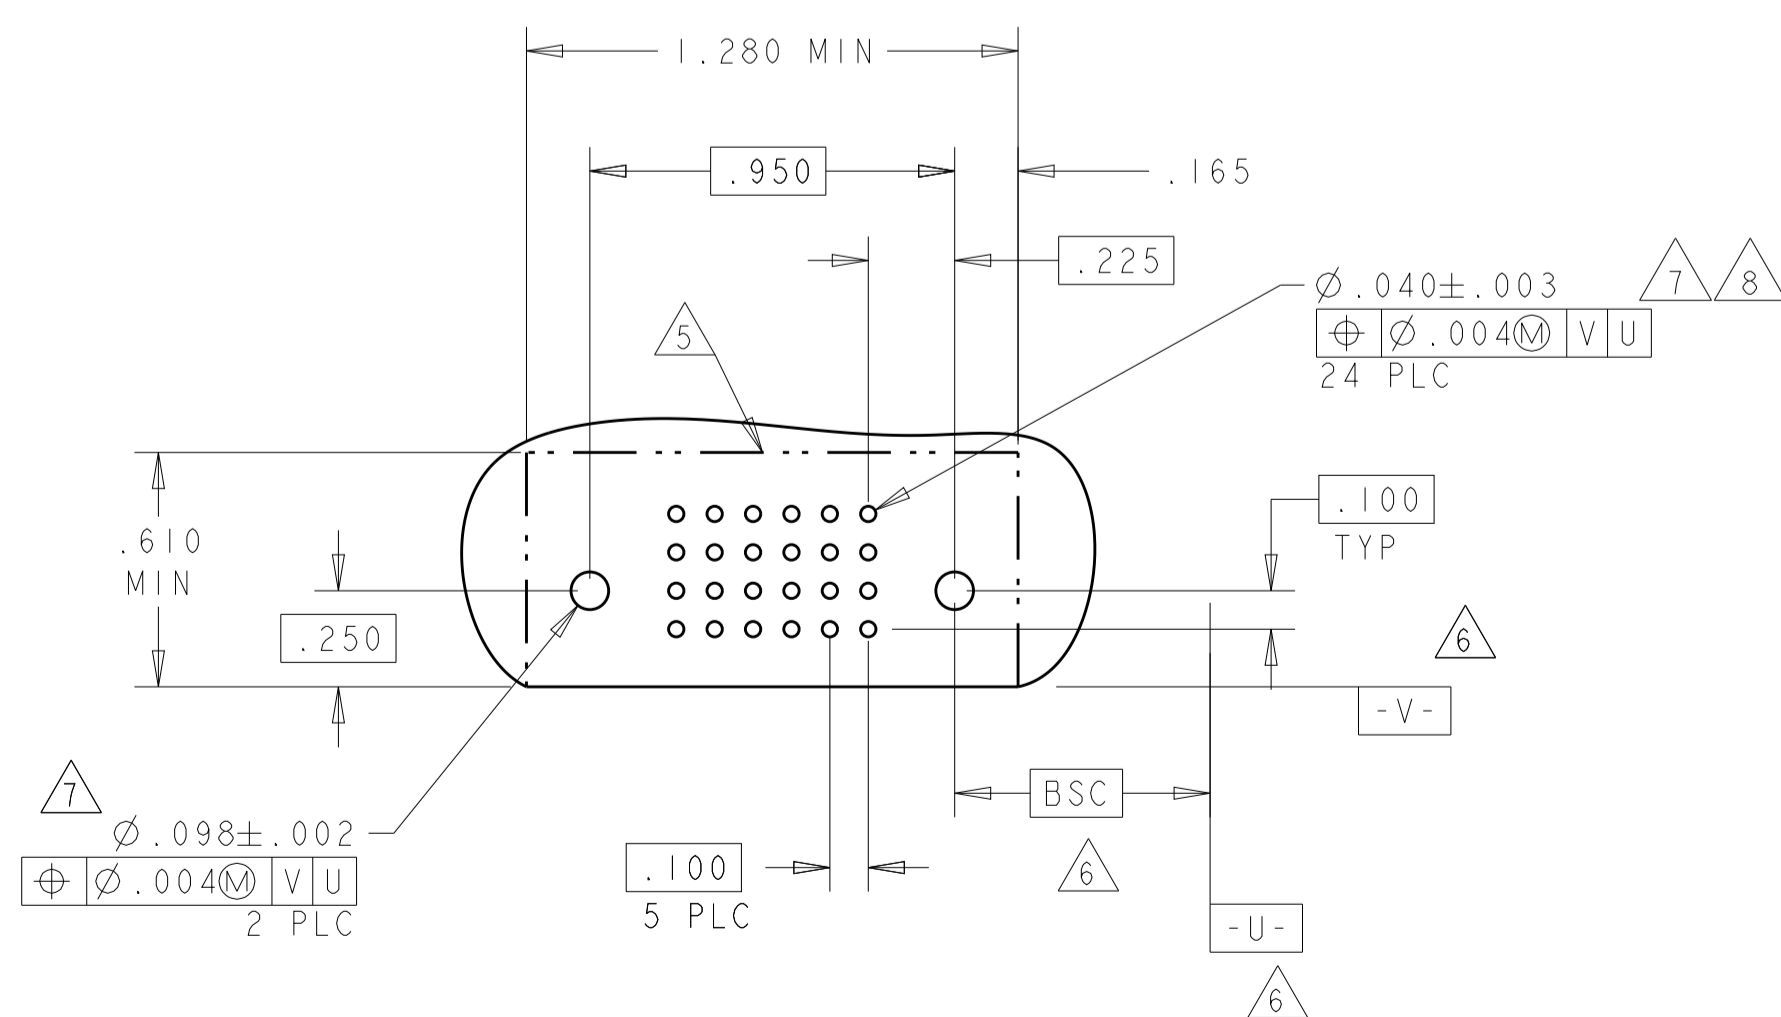 1.280 MIN
.950
.165
.225
7 8
Ø.040±.003
⌖ Ø.004Ⓜ V U
24 PLC
5
.100
TYP
.610
MIN
.250
6
-V-
7
BSC
Ø.098±.002
⌖ Ø.004Ⓜ V U
2 PLC
.100
5 PLC
6
-U-
6